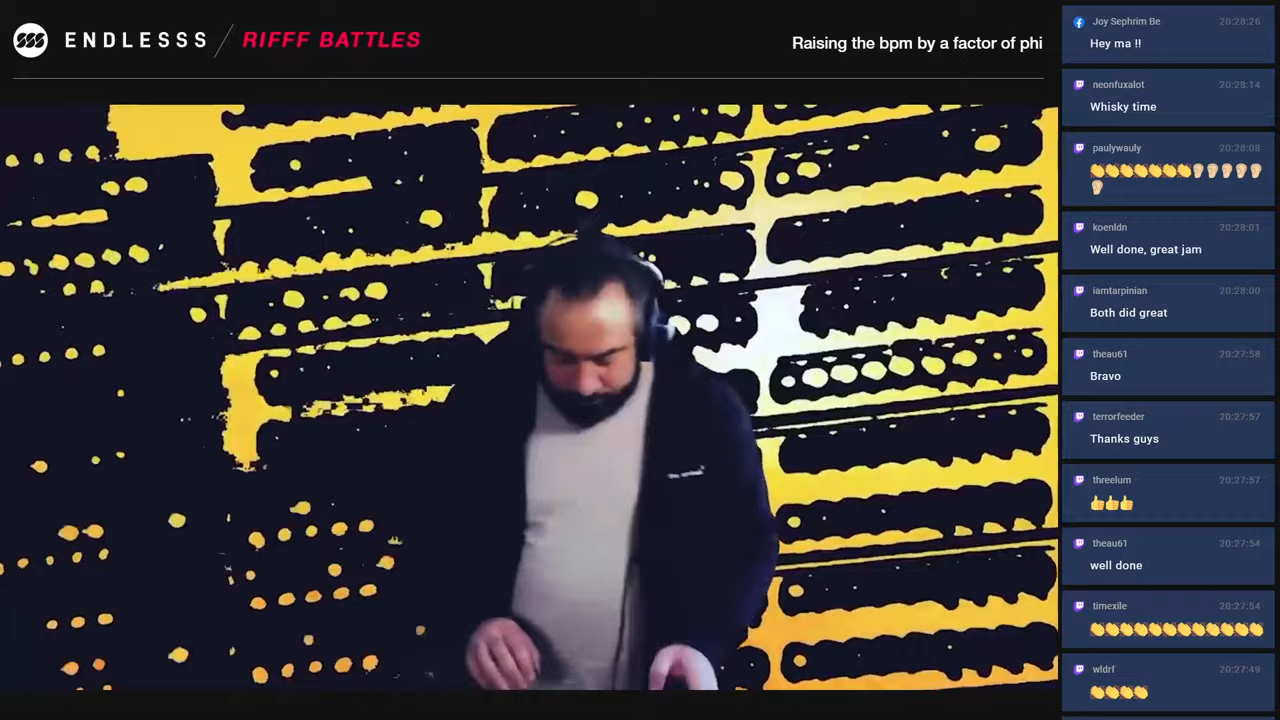 ENDLESSS / RIFFF BATTLES
Raising the bpm by a factor of phi
Joy Sephrim Be 20:28:26
Hey ma !!
neonfuxalot 20:28:14
Whisky time
paulywauly 20:28:08
👏👏👏👏👏👏👏👂🏼👂🏼👂🏼👂🏼👂🏼
👂🏼
koenldn 20:28:01
Well done, great jam
iamtarpinian 20:28:00
Both did great
theau61 20:27:58
Bravo
terrorfeeder 20:27:57
Thanks guys
threelum 20:27:57
👍👍👍
theau61 20:27:54
well done
timexile 20:27:54
👏👏👏👏👏👏👏👏👏👏👏👏
wldrf 20:27:49
👏👏👏👏